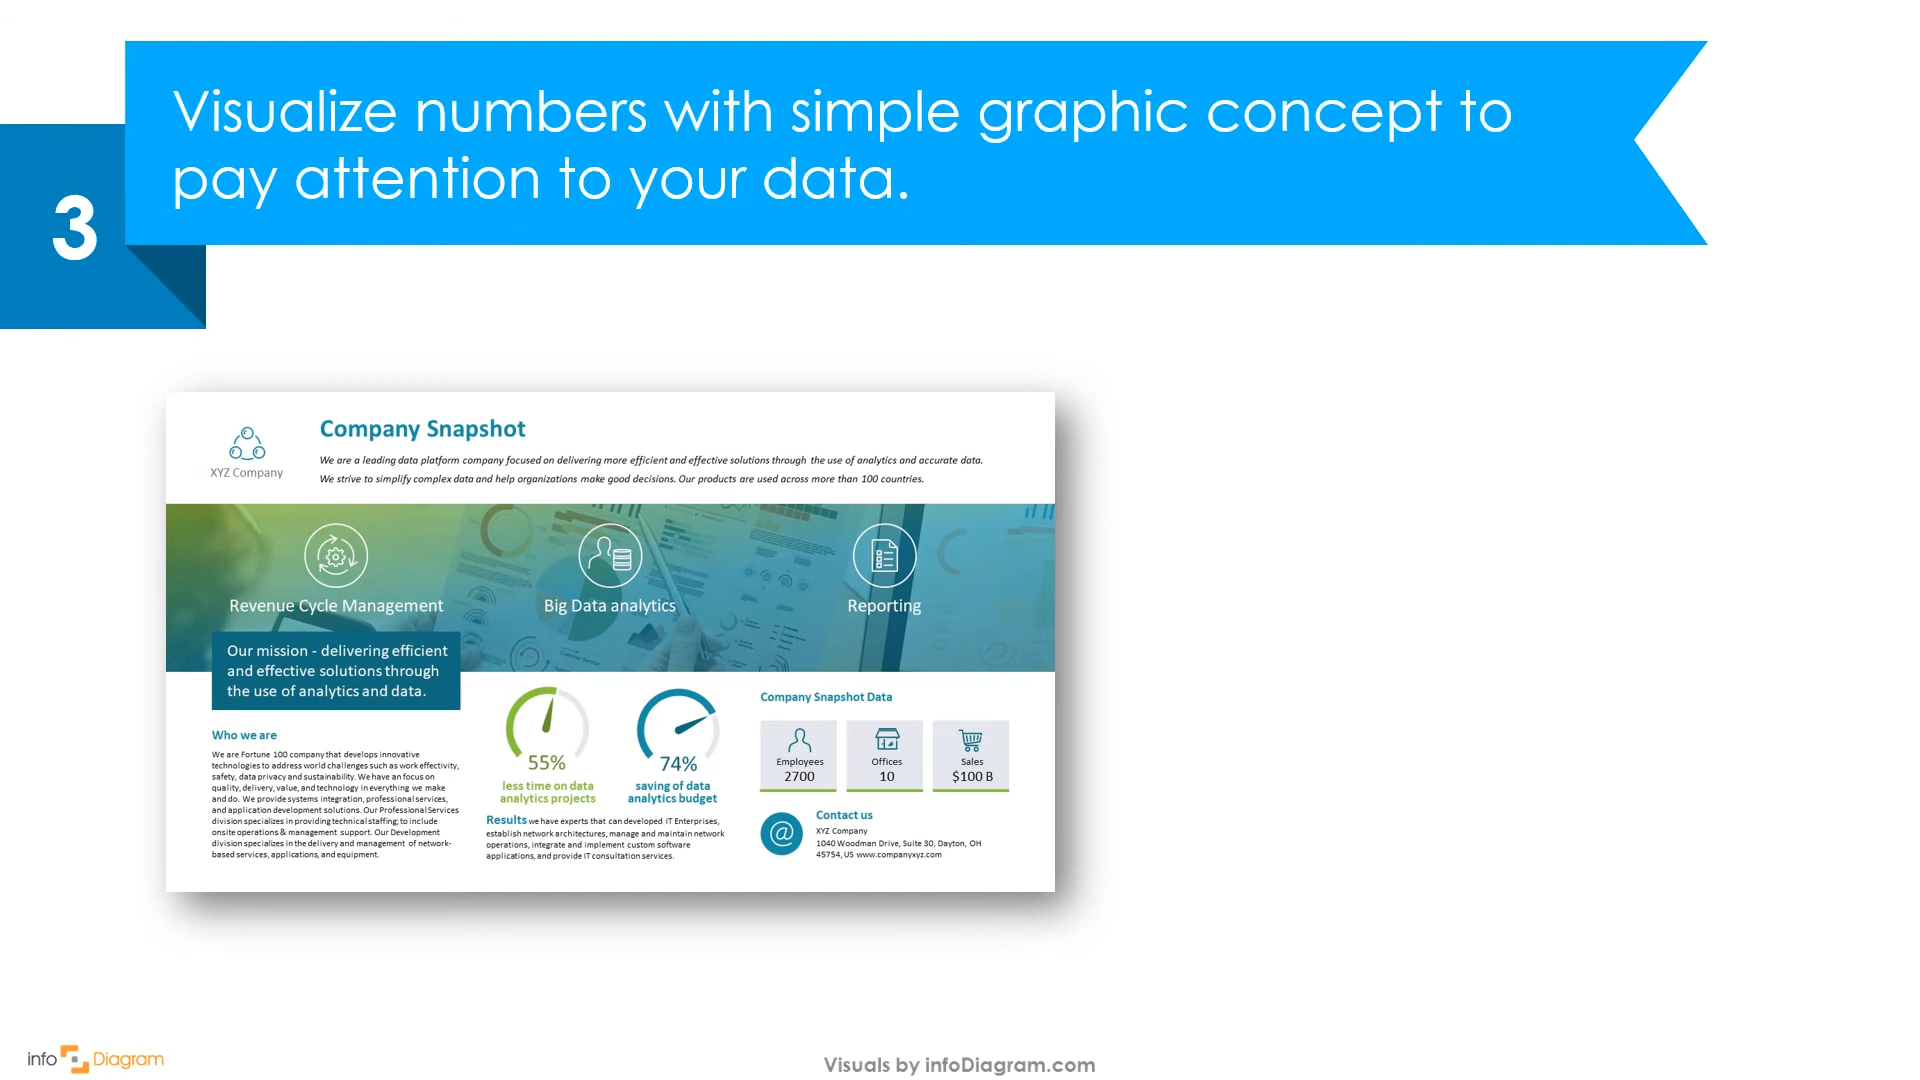 Visualize numbers with simple graphic concept to
pay attention to your data.
3
XYZ Company
Company Snapshot
We are a leading data platform company focused on delivering more efficient and effective solutions through the use of analytics and accurate data.
We strive to simplify complex data and help organizations make good decisions. Our products are used across more than 100 countries.
Revenue Cycle Management
Big Data analytics
Reporting
Our mission - delivering efficient
and effective solutions through
the use of analytics and data.
Who we are
We are Fortune 100 company that develops innovative
technologies to address world challenges such as work effectivity,
safety, data privacy and sustainability. We have an focus on
quality, delivery, value, and technology in everything we make
and do. We provide systems integration, professional services,
and application development solutions. Our Professional Services
division specializes in providing technical staffing; to include
onsite operations & management support. Our Development
division specializes in the delivery and management of network-
based services, applications, and equipment.
55%
less time on data
analytics projects
74%
saving of data
analytics budget
Results we have experts that can developed IT Enterprises,
establish network architectures, manage and maintain network
operations, integrate and implement custom software
applications, and provide IT consultation services.
Company Snapshot Data
Employees
2700
Offices
10
Sales
$100 B
@
Contact us
XYZ Company
1040 Woodman Drive, Suite 30, Dayton, OH
45754, US www.companyxyz.com
info Diagram
Visuals by infoDiagram.com